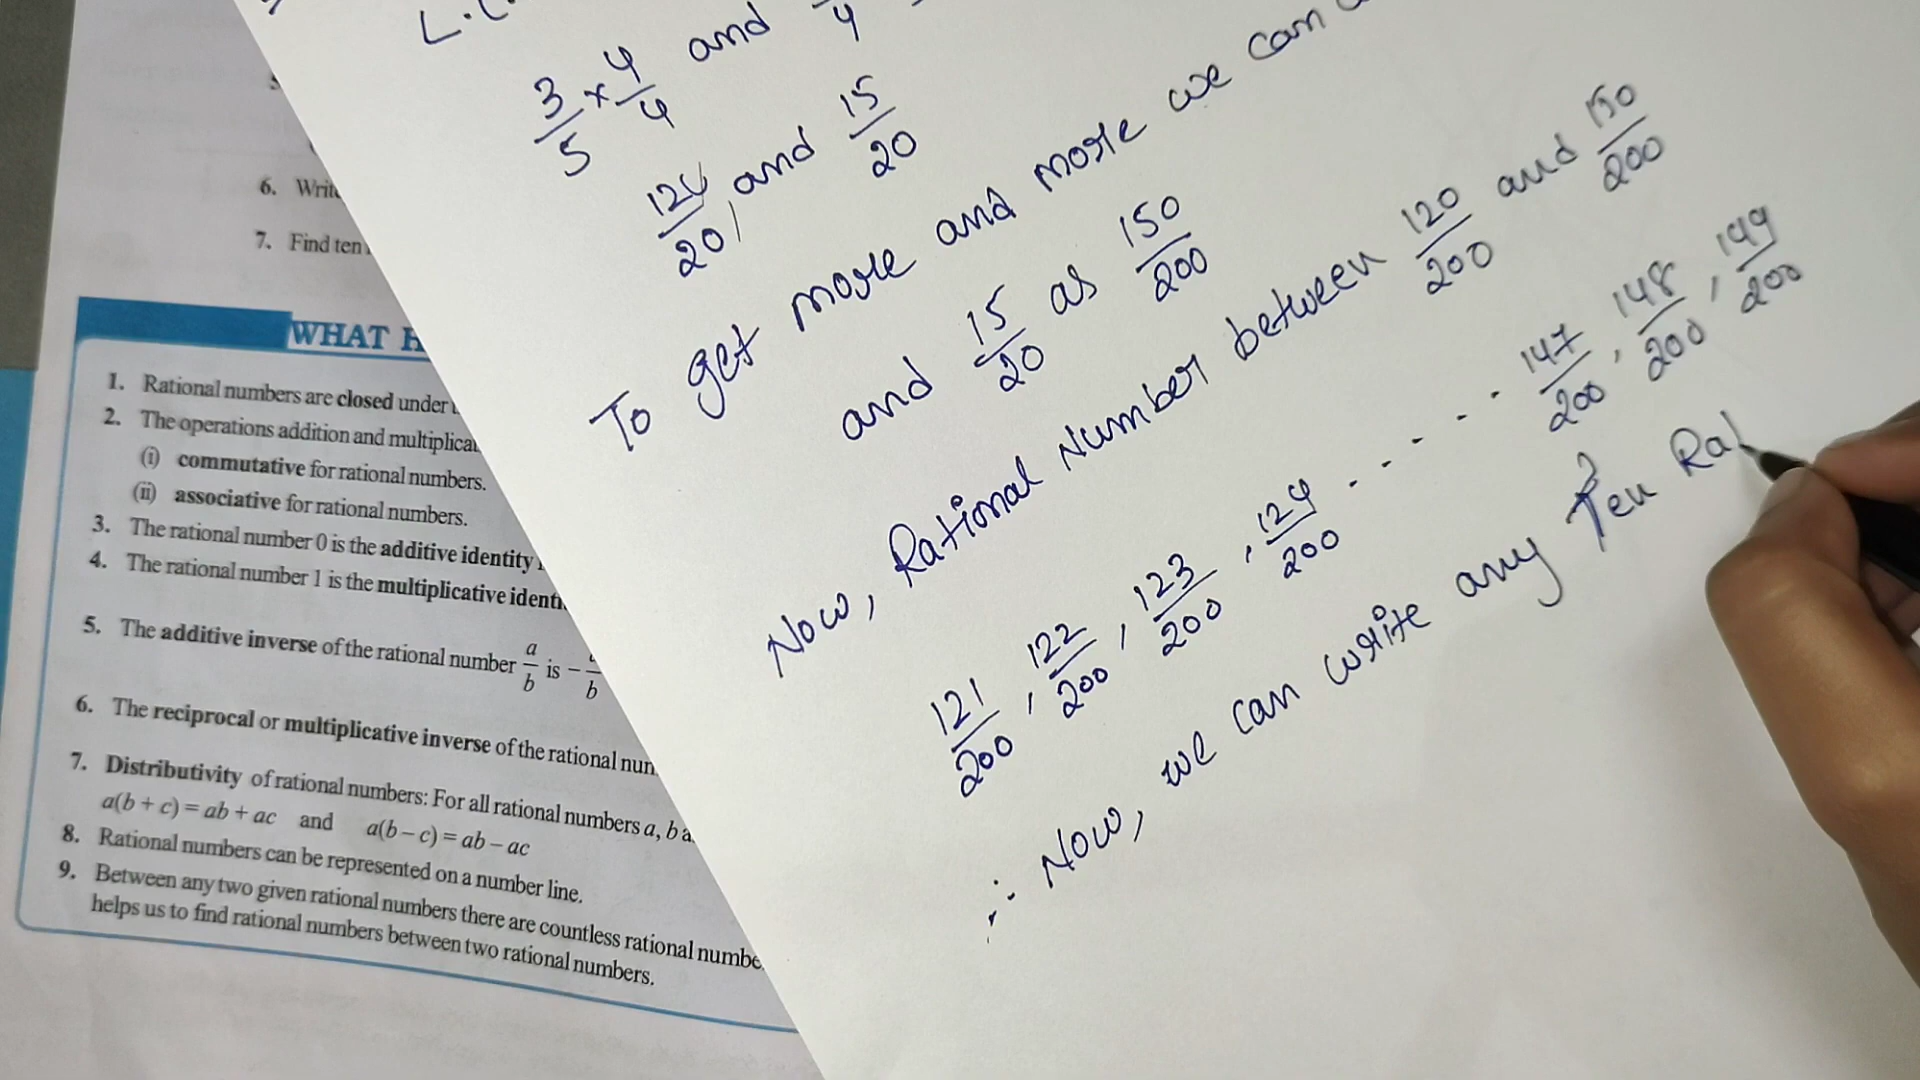 L.C
3/5 × 4/4 and /4
12/20, and 15/20
To get more and more we can
and 15/20 as 150/200
Now, Rational Number between 120/200 and 150/200
121/200, 122/200, 123/200, 124/200 ........ 147/200, 148/200, 149/200
∴ Now, we can write any Ten Rat
6. Write
7. Find ten
WHAT H
1. Rational numbers are closed under
2. The operations addition and multiplica
(i) commutative for rational numbers.
(ii) associative for rational numbers.
3. The rational number 0 is the additive identity
4. The rational number 1 is the multiplicative identi
5. The additive inverse of the rational number a/b is – /b
6. The reciprocal or multiplicative inverse of the rational num
7. Distributivity of rational numbers: For all rational numbers a, b a
a(b + c) = ab + ac and a(b – c) = ab – ac
8. Rational numbers can be represented on a number line.
9. Between any two given rational numbers there are countless rational numbe
helps us to find rational numbers between two rational numbers.